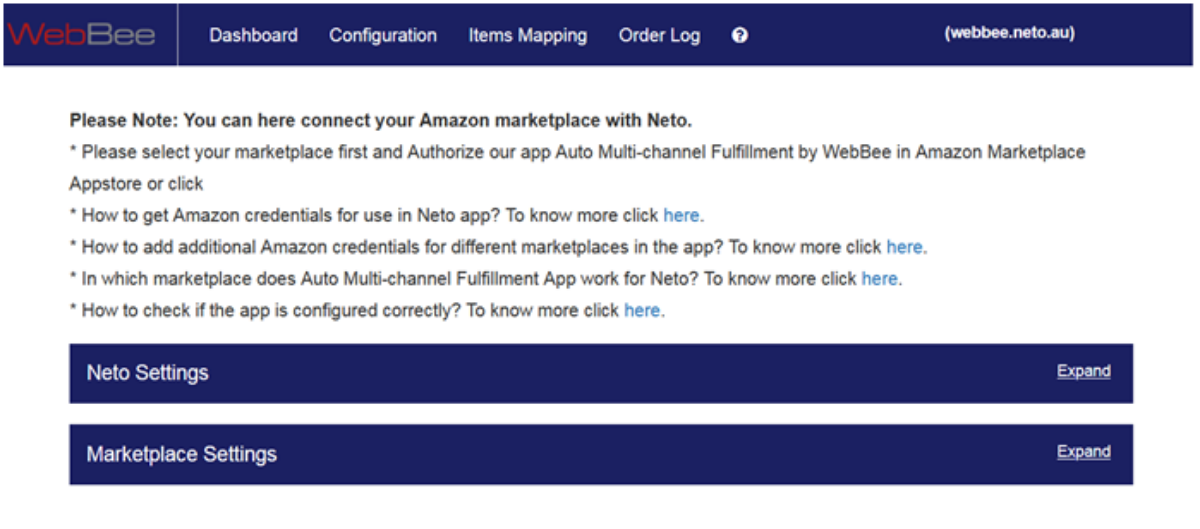 WebBee Dashboard Configuration Items Mapping Order Log ? (webbee.neto.au)
Please Note: You can here connect your Amazon marketplace with Neto.
* Please select your marketplace first and Authorize our app Auto Multi-channel Fulfillment by WebBee in Amazon Marketplace
Appstore or click
* How to get Amazon credentials for use in Neto app? To know more click here.
* How to add additional Amazon credentials for different marketplaces in the app? To know more click here.
* In which marketplace does Auto Multi-channel Fulfillment App work for Neto? To know more click here.
* How to check if the app is configured correctly? To know more click here.
Neto Settings Expand
Marketplace Settings Expand